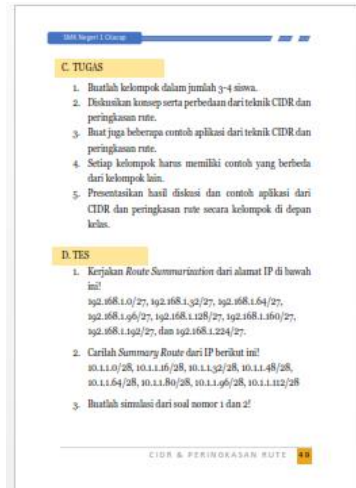 SMK Negeri 1 Cilacap
C. TUGAS
1. Buatlah kelompok dalam jumlah 3-4 siswa.
2. Diskusikan konsep serta perbedaan dari teknik CIDR dan
peringkasan rute.
3. Buat juga beberapa contoh aplikasi dari teknik CIDR dan
peringkasan rute.
4. Setiap kelompok harus memiliki contoh yang berbeda
dari kelompok lain.
5. Presentasikan hasil diskusi dan contoh aplikasi dari
CIDR dan peringkasan rute secara kelompok di depan
kelas.
D. TES
1. Kerjakan Route Summarization dari alamat IP di bawah
ini!
192.168.1.0/27, 192.168.1.32/27, 192.168.1.64/27,
192.168.1.96/27, 192.168.1.128/27, 192.168.1.160/27,
192.168.1.192/27, dan 192.168.1.224/27.
2. Carilah Summary Route dari IP berikut ini!
10.1.1.0/28, 10.1.1.16/28, 10.1.1.32/28, 10.1.1.48/28,
10.1.1.64/28, 10.1.1.80/28, 10.1.1.96/28, 10.1.1.112/28
3. Buatlah simulasi dari soal nomor 1 dan 2!
CIDR & PERINGKASAN RUTE 40